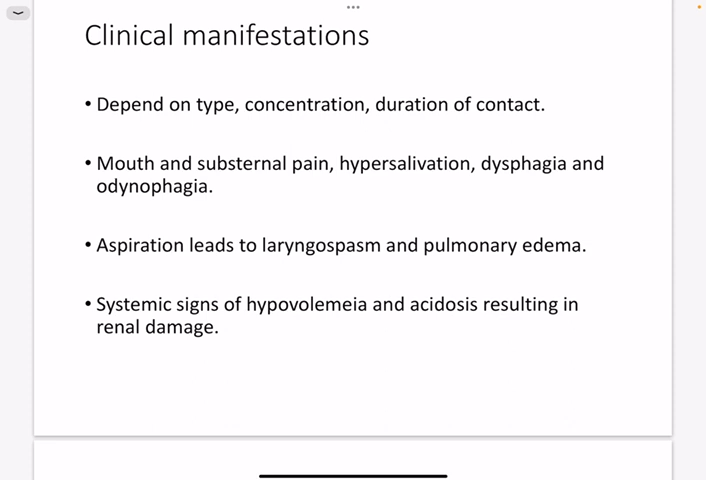 Clinical manifestations
• Depend on type, concentration, duration of contact.
• Mouth and substernal pain, hypersalivation, dysphagia and
odynophagia.
• Aspiration leads to laryngospasm and pulmonary edema.
• Systemic signs of hypovolemeia and acidosis resulting in
renal damage.